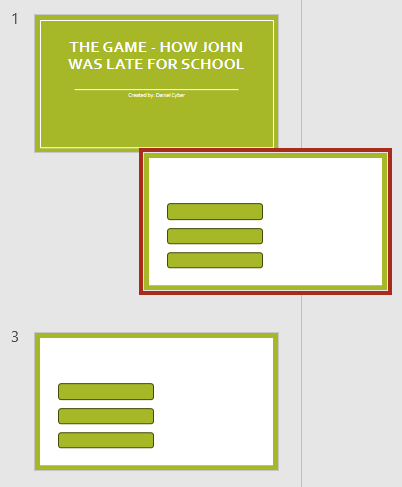 1
THE GAME - HOW JOHN
WAS LATE FOR SCHOOL
Created by: Daniel Cyber
3